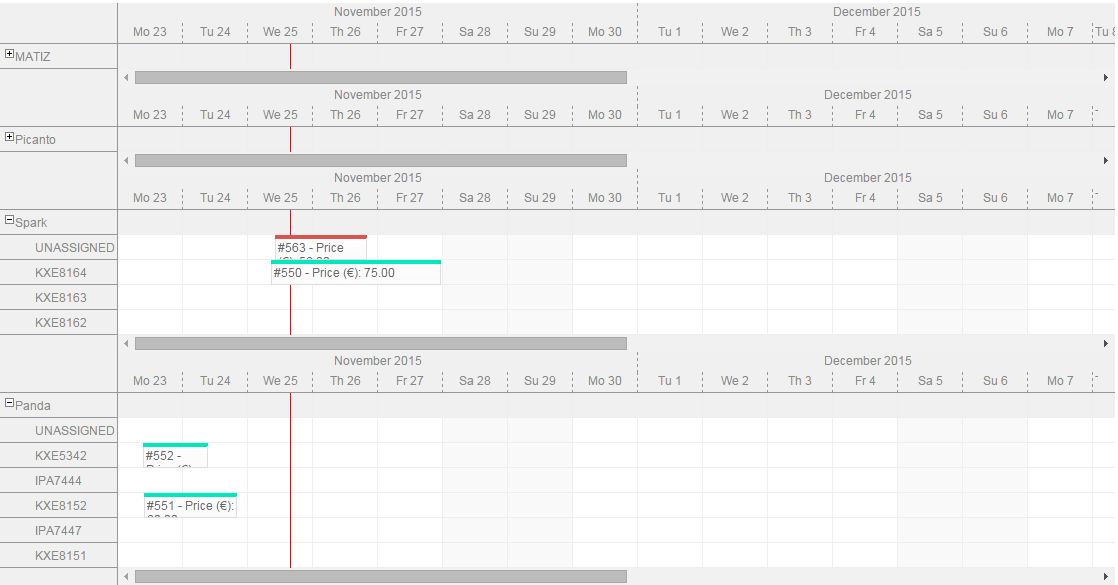 November 2015 December 2015
Mo 23 Tu 24 We 25 Th 26 Fr 27 Sa 28 Su 29 Mo 30 Tu 1 We 2 Th 3 Fr 4 Sa 5 Su 6 Mo 7 Tu
MATIZ
November 2015 December 2015
Mo 23 Tu 24 We 25 Th 26 Fr 27 Sa 28 Su 29 Mo 30 Tu 1 We 2 Th 3 Fr 4 Sa 5 Su 6 Mo 7
Picanto
November 2015 December 2015
Mo 23 Tu 24 We 25 Th 26 Fr 27 Sa 28 Su 29 Mo 30 Tu 1 We 2 Th 3 Fr 4 Sa 5 Su 6 Mo 7
Spark
UNASSIGNED #563 - Price
KXE8164 #550 - Price (€): 75.00
KXE8163
KXE8162
November 2015 December 2015
Mo 23 Tu 24 We 25 Th 26 Fr 27 Sa 28 Su 29 Mo 30 Tu 1 We 2 Th 3 Fr 4 Sa 5 Su 6 Mo 7
Panda
UNASSIGNED
KXE5342 #552 -
Price (€):
IPA7444
KXE8152 #551 - Price (€):
IPA7447
KXE8151